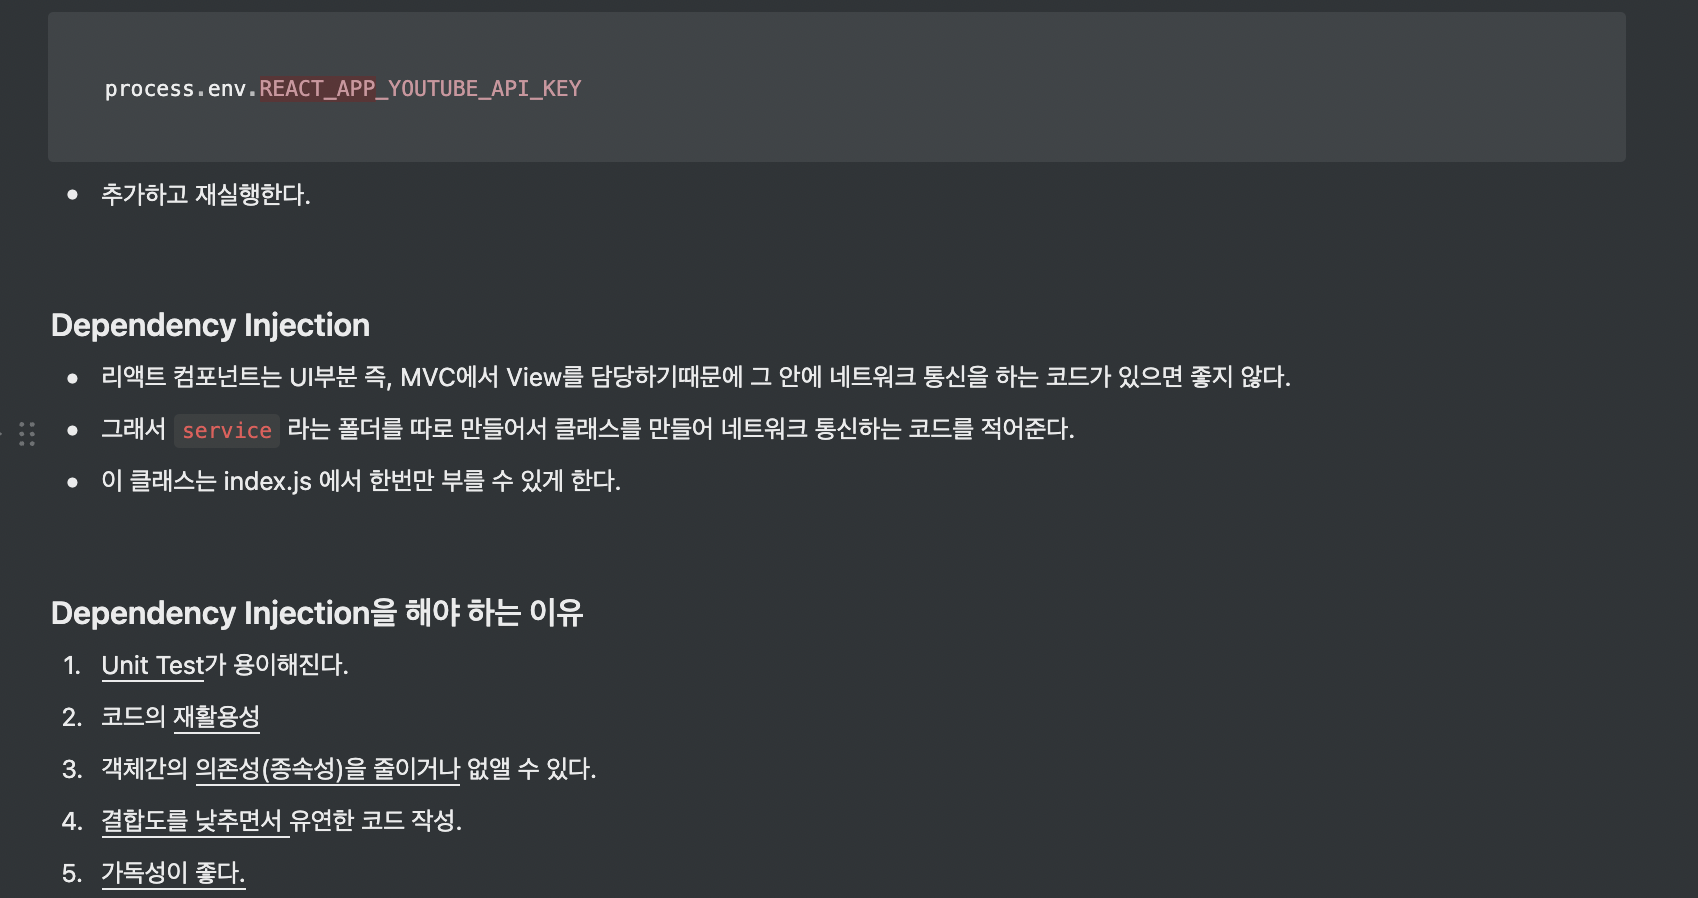 process.env.REACT_APP_YOUTUBE_API_KEY
• 추가하고 재실행한다.
Dependency Injection
• 리액트 컴포넌트는 UI부분 즉, MVC에서 View를 담당하기때문에 그 안에 네트워크 통신을 하는 코드가 있으면 좋지 않다.
• 그래서 service 라는 폴더를 따로 만들어서 클래스를 만들어 네트워크 통신하는 코드를 적어준다.
• 이 클래스는 index.js 에서 한번만 부를 수 있게 한다.
Dependency Injection을 해야 하는 이유
1. Unit Test가 용이해진다.
2. 코드의 재활용성
3. 객체간의 의존성(종속성)을 줄이거나 없앨 수 있다.
4. 결합도를 낮추면서 유연한 코드 작성.
5. 가독성이 좋다.